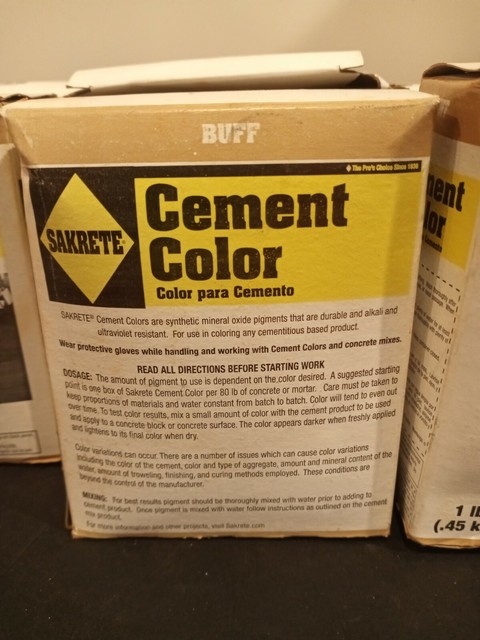 BUFF
The Pro's Choice Since 1936
SAKRETE®
Cement
Color
Color para Cemento
SAKRETE® Cement Colors are synthetic mineral oxide pigments that are durable and alkali and
ultraviolet resistant. For use in coloring any cementitious based product.
Wear protective gloves while handling and working with Cement Colors and concrete mixes.
READ ALL DIRECTIONS BEFORE STARTING WORK
DOSAGE: The amount of pigment to use is dependent on the color desired. A suggested starting
point is one box of Sakrete Cement Color per 80 lb of concrete or mortar. Care must be taken to
keep proportions of materials and water constant from batch to batch. Color will tend to even out
over time. To test color results, mix a small amount of color with the cement product to be used
and apply to a concrete block or concrete surface. The color appears darker when freshly applied
and lightens to its final color when dry.
Color variations can occur. There are a number of issues which can cause color variations
including the color of the cement, color and type of aggregate, amount and mineral content of the
water, amount of troweling, finishing, and curing methods employed. These conditions are
beyond the control of the manufacturer.
MIXING: For best results pigment should be thoroughly mixed with water prior to adding to
cement product. Once pigment is mixed with water follow instructions as outlined on the cement
mix product.
For more information and other projects, visit Sakrete.com
ment
or
Cemento
1 lb
(.45 k